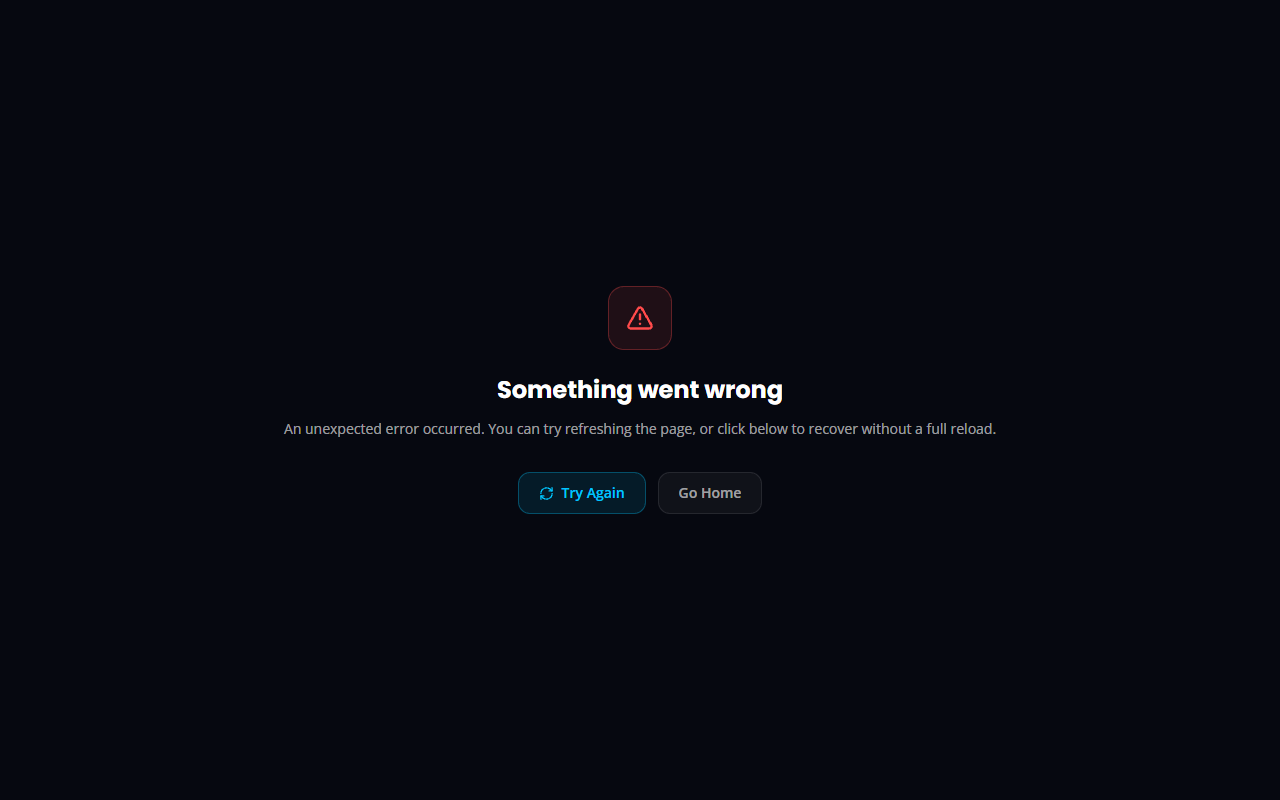 Something went wrong
An unexpected error occurred. You can try refreshing the page, or click below to recover without a full reload.
Try Again
Go Home